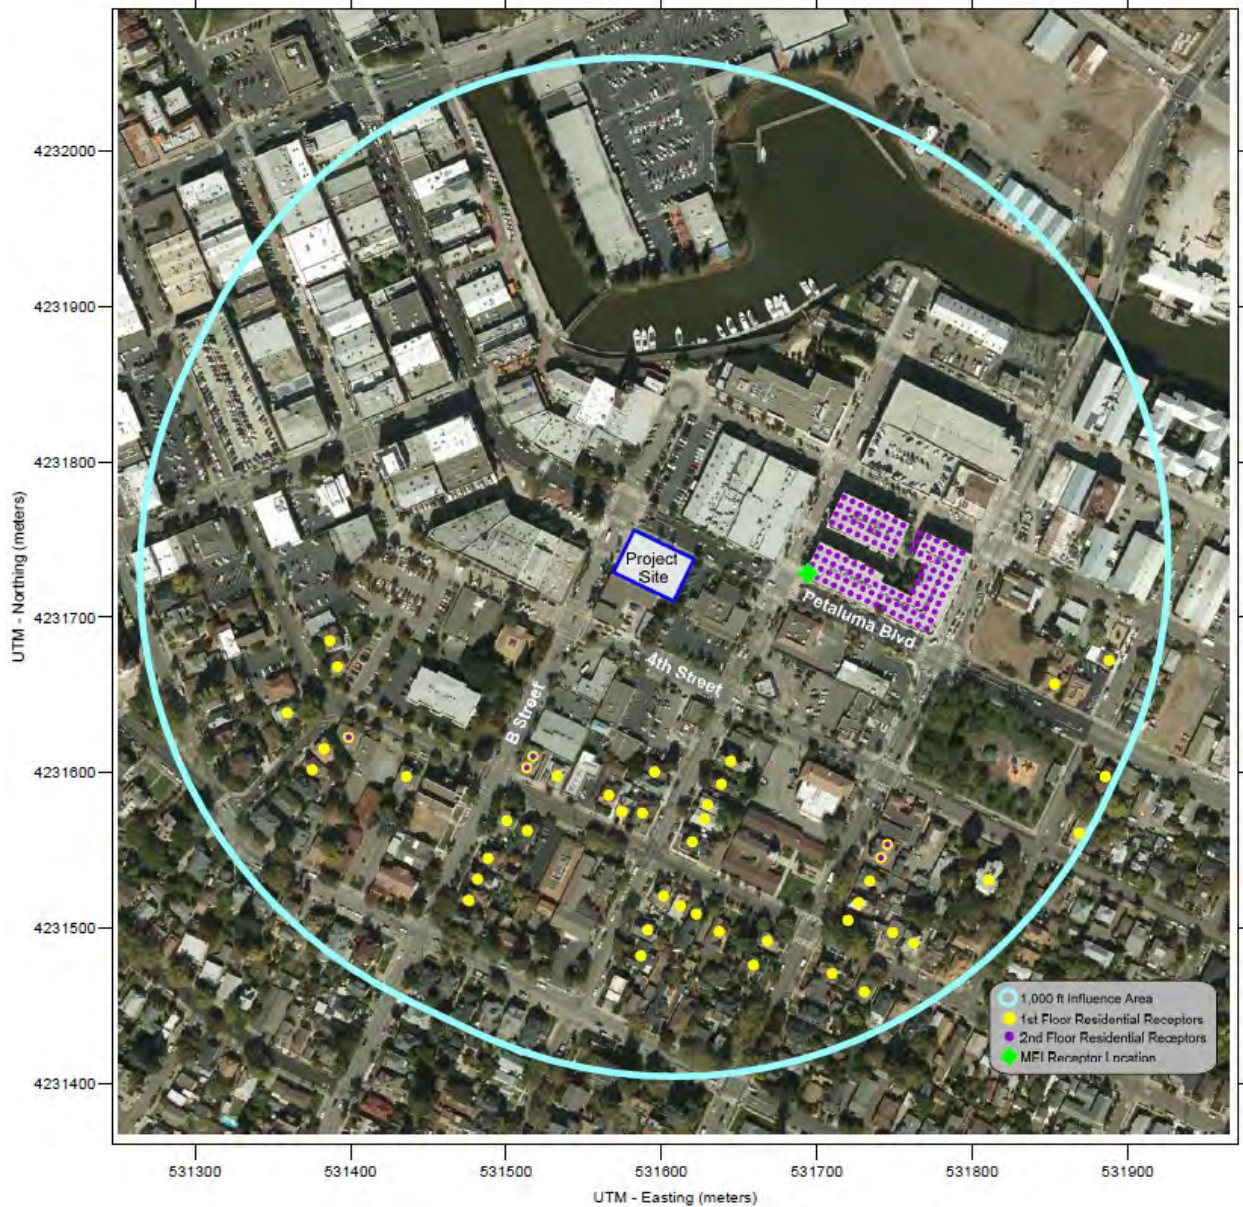 4232000
4231900
4231800
4231700
4231600
4231500
4231400
UTM - Northing (meters)
Project
Site
Petaluma Blvd
4th Street
B Street
1,000 ft Influence Area
1st Floor Residential Receptors
2nd Floor Residential Receptors
MEI Receptor Location
531300
531400
531500
531600
531700
531800
531900
UTM - Easting (meters)